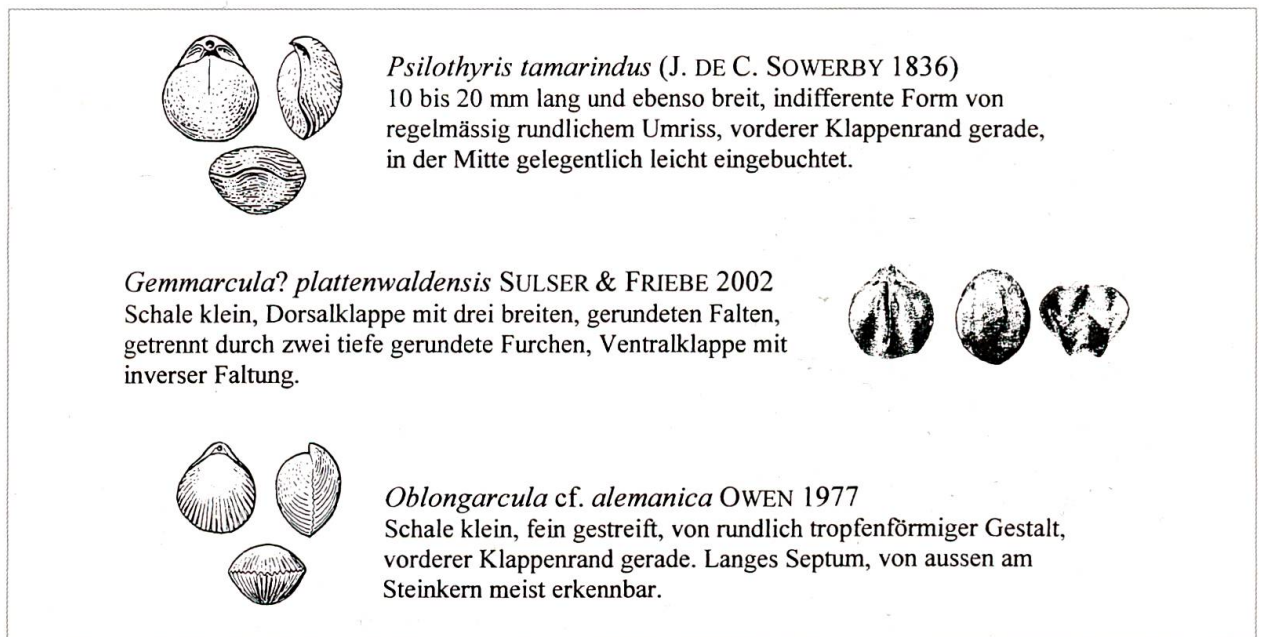 Psilothyris tamarindus (J. DE C. SOWERBY 1836)
10 bis 20 mm lang und ebenso breit, indifferente Form von
regelmässig rundlichem Umriss, vorderer Klappenrand gerade,
in der Mitte gelegentlich leicht eingebuchtet.
Gemmarcula? plattenwaldensis SULSER & FRIEBE 2002
Schale klein, Dorsalklappe mit drei breiten, gerundeten Falten,
getrennt durch zwei tiefe gerundete Furchen, Ventralklappe mit
inverser Faltung.
Oblongarcula cf. alemanica OWEN 1977
Schale klein, fein gestreift, von rundlich tropfenförmiger Gestalt,
vorderer Klappenrand gerade. Langes Septum, von aussen am
Steinkern meist erkennbar.